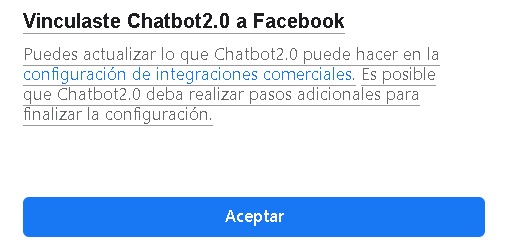 Vinculaste Chatbot2.0 a Facebook
Puedes actualizar lo que Chatbot2.0 puede hacer en la
configuración de integraciones comerciales. Es posible
que Chatbot2.0 deba realizar pasos adicionales para
finalizar la configuración.
Aceptar